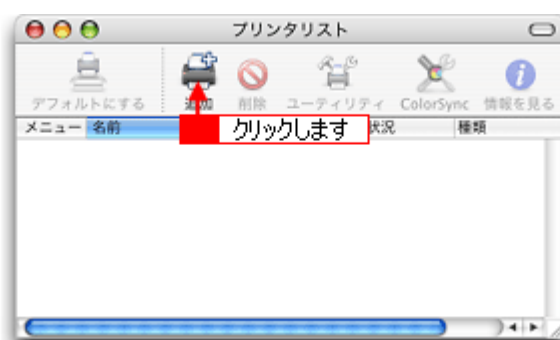 プリンタリスト
デフォルトにする 追加 削除 ユーティリティ ColorSync 情報を見る
メニュー 名前 状況 種類
クリックします